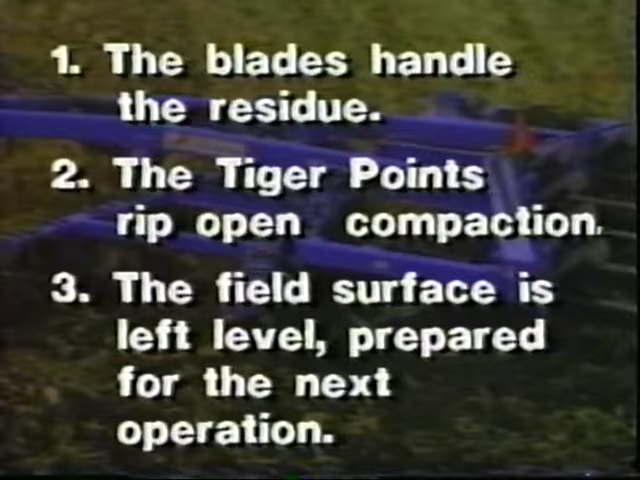 1. The blades handle
the residue.
2. The Tiger Points
rip open compaction.
3. The field surface is
left level, prepared
for the next
operation.